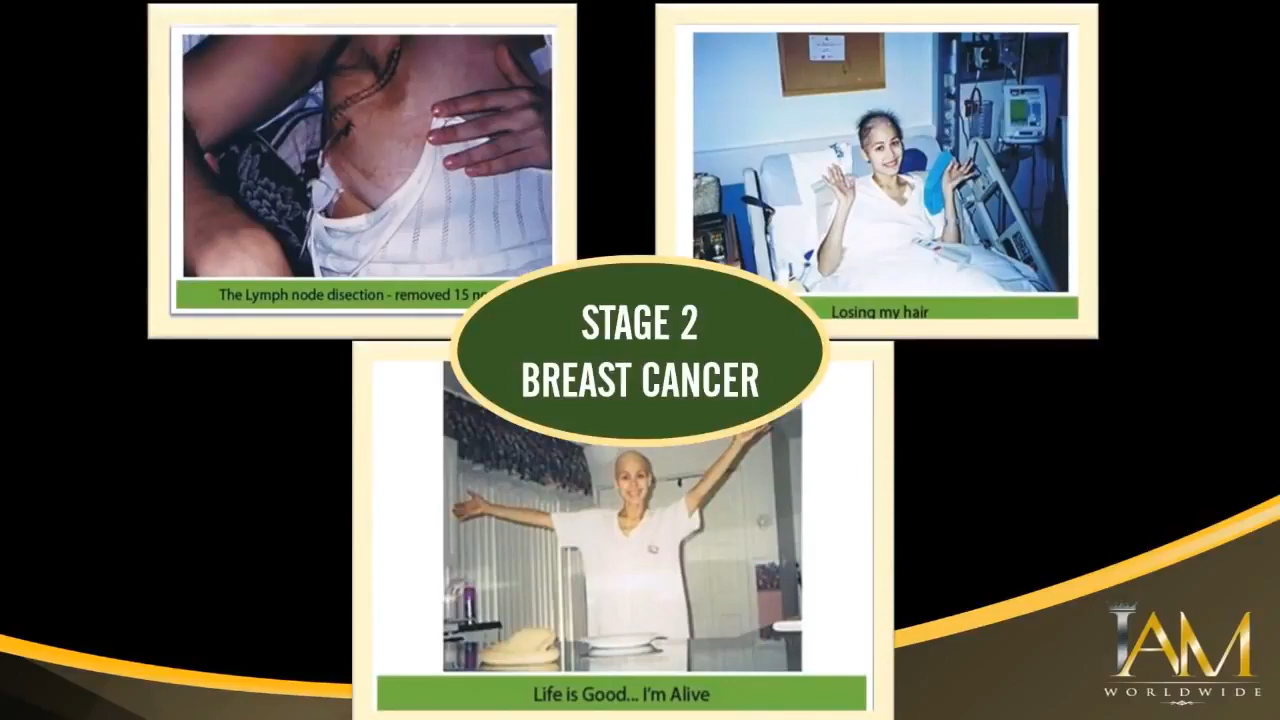 The Lymph node disection - removed 15
Losing my hair
STAGE 2
BREAST CANCER
Life is Good... I'm Alive
IAM
WORLDWIDE